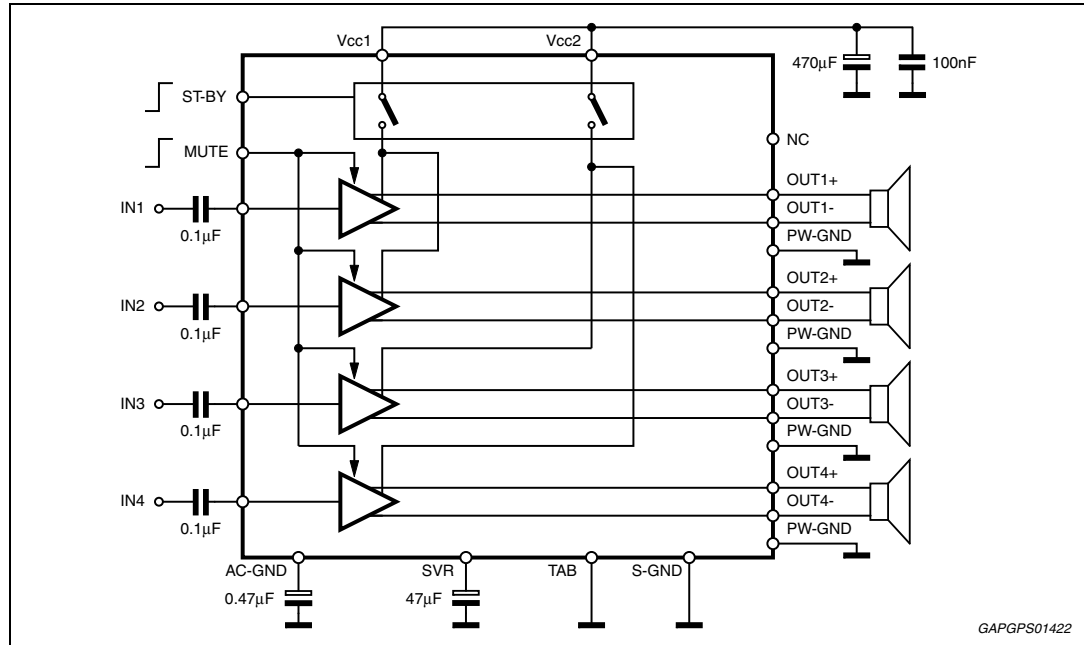 Vcc1
Vcc2
470μF
100nF
ST-BY
MUTE
NC
IN1
0.1μF
OUT1+
OUT1-
PW-GND
IN2
0.1μF
OUT2+
OUT2-
PW-GND
IN3
0.1μF
OUT3+
OUT3-
PW-GND
IN4
0.1μF
OUT4+
OUT4-
PW-GND
AC-GND
SVR
TAB
S-GND
0.47μF
47μF
GAPGPS01422